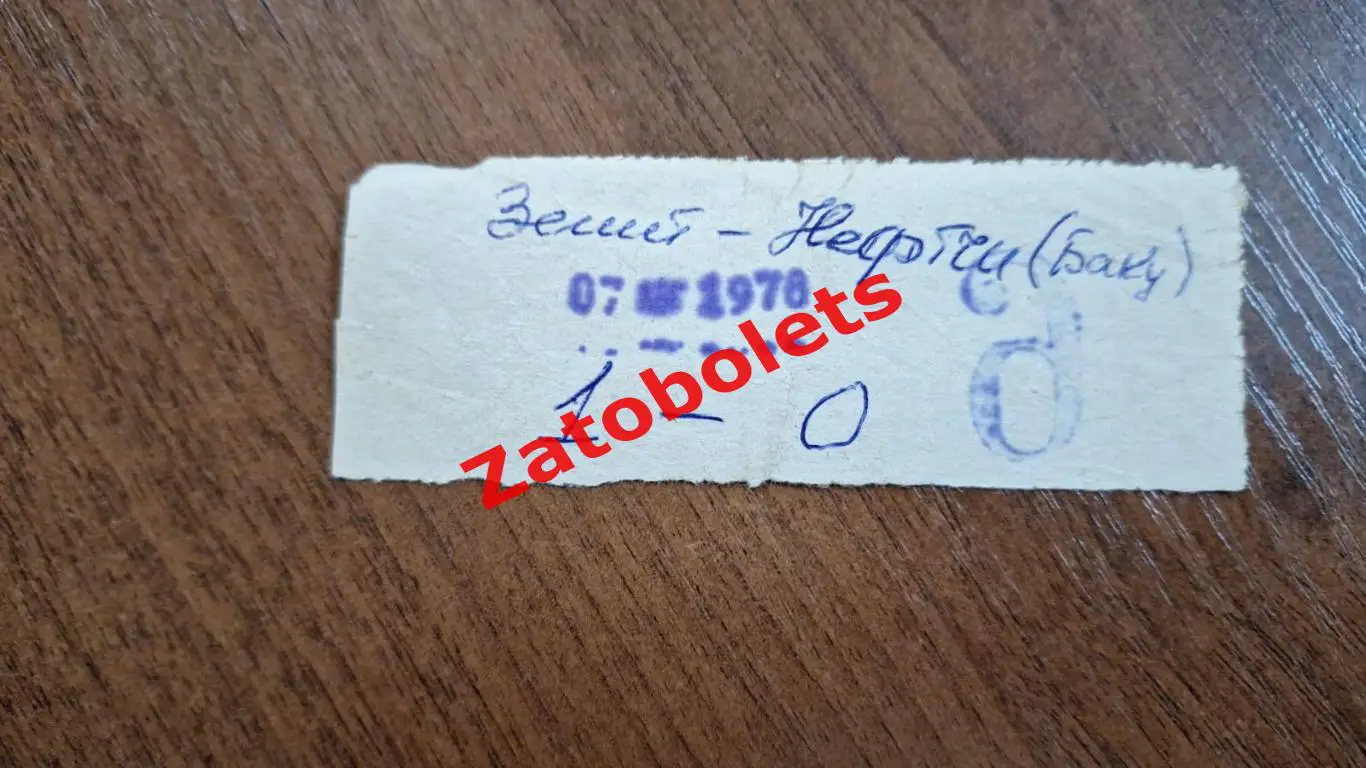 Зенит – Нефтчи (Баку)
07 1978
1 – 0
Zatobolets